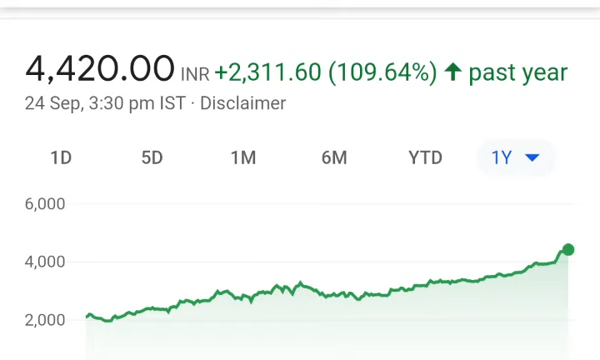 4,420.00 INR +2,311.60 (109.64%) ↑ past year
24 Sep, 3:30 pm IST · Disclaimer
1D 5D 1M 6M YTD 1Y
6,000
4,000
2,000